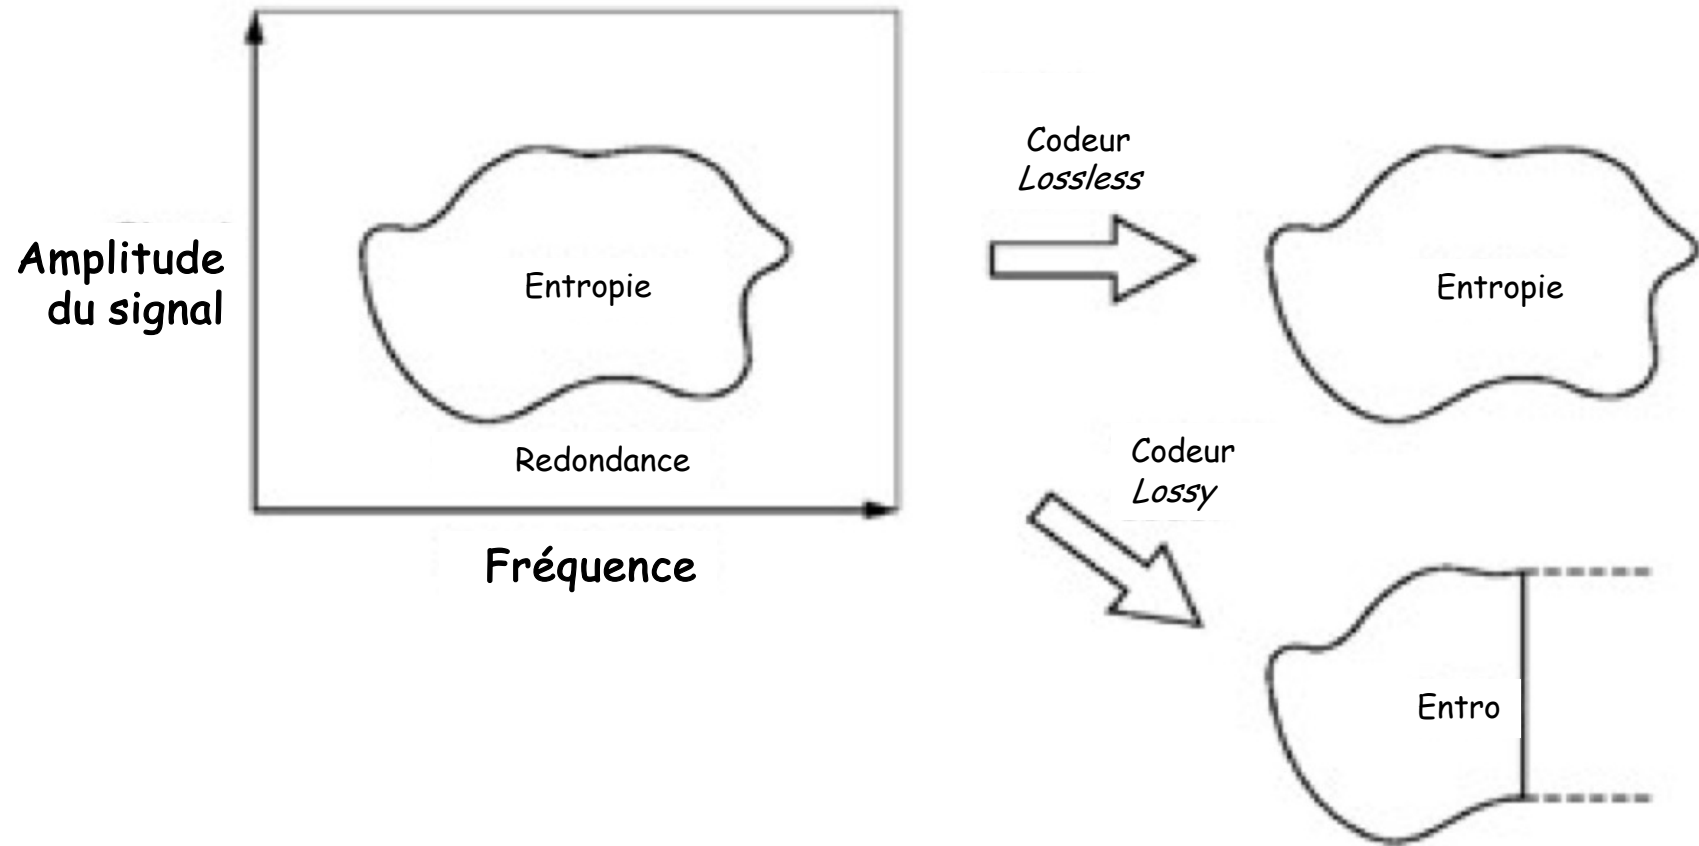 Amplitude
du signal
Entropie
Redondance
Fréquence
Codeur
Lossless
Entropie
Codeur
Lossy
Entro